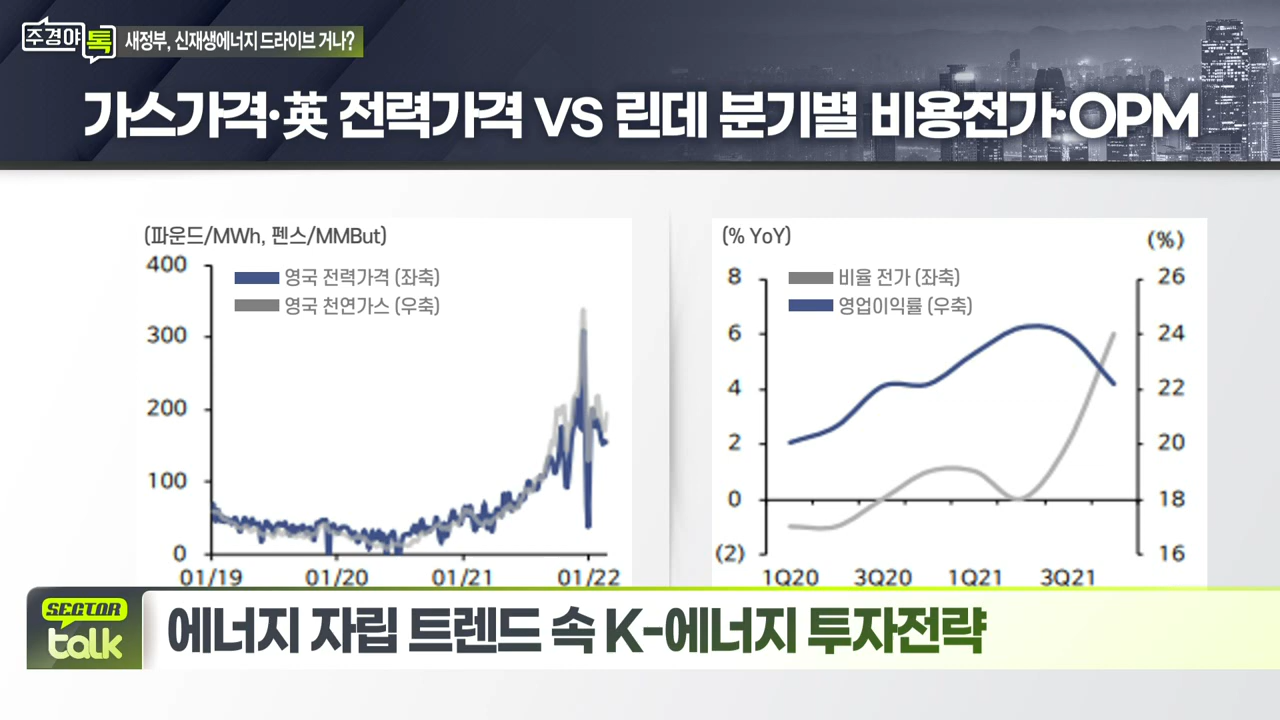 주경야톡 새정부, 신재생에너지 드라이브 거나?
가스가격·英 전력가격 VS 린데 분기별 비용전가·OPM
(파운드/MWh, 펜스/MMBut)
400
300
200
100
0
영국 전력가격 (좌축)
영국 천연가스 (우축)
01/19 01/20 01/21 01/22
(% YoY)
(%)
8
6
4
2
0
(2)
비율 전가 (좌축)
영업이익률 (우축)
26
24
22
20
18
16
1Q20 3Q20 1Q21 3Q21
SECTOR
talk
에너지 자립 트렌드 속 K-에너지 투자전략